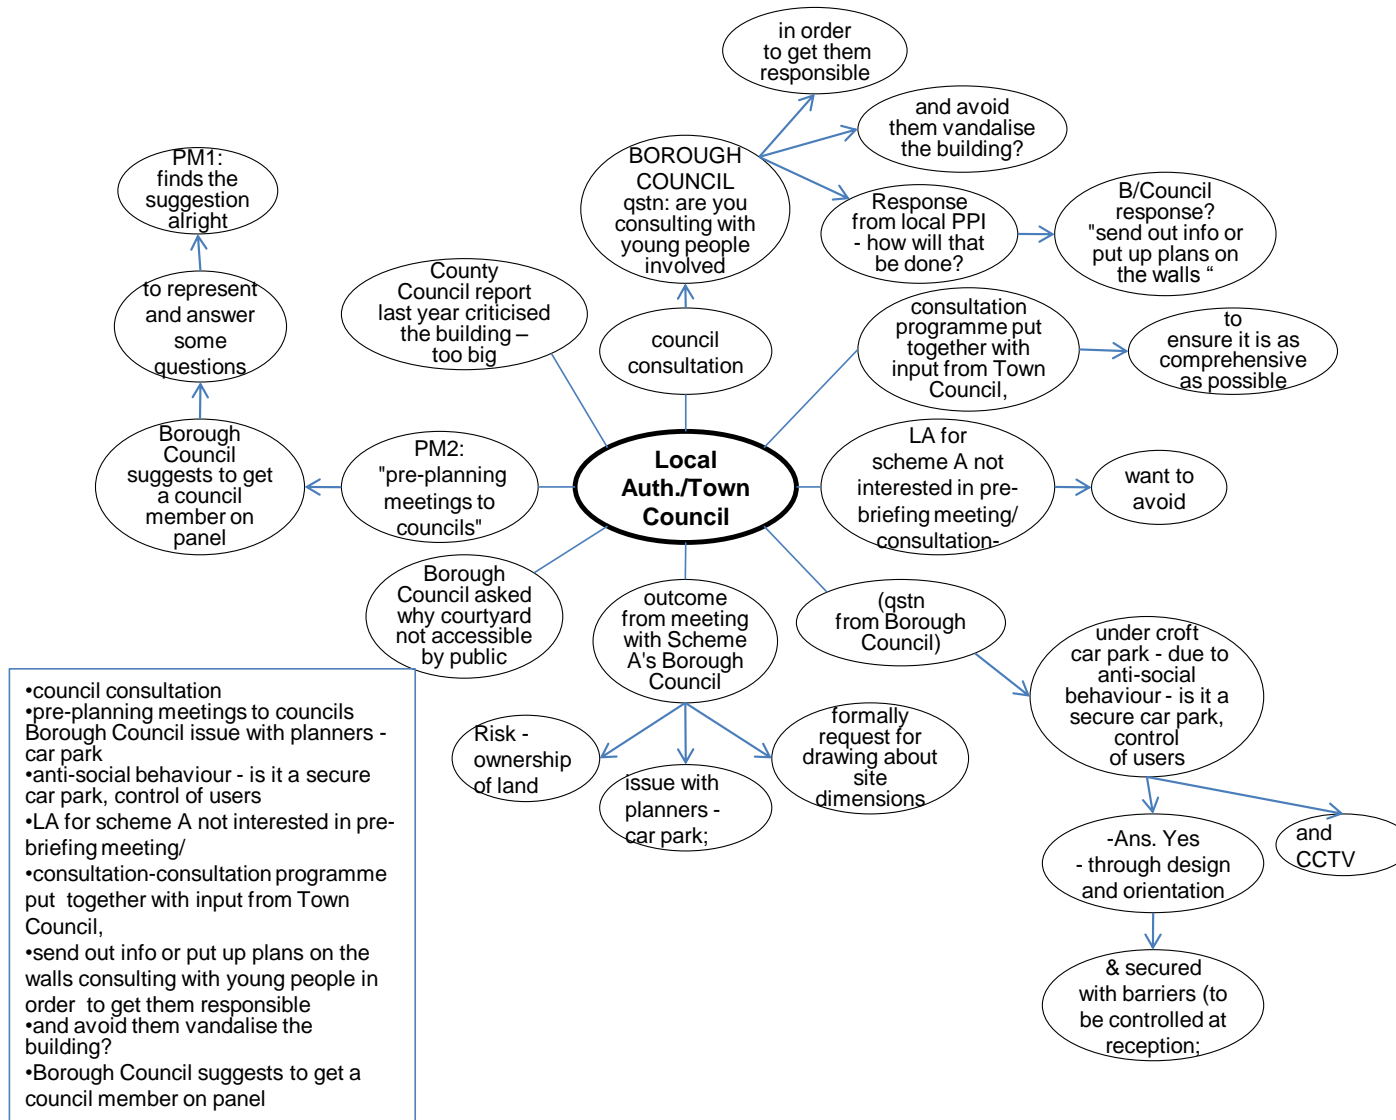 in order
to get them
responsible
and avoid
them vandalise
the building?
BOROUGH
COUNCIL
qstn: are you
consulting with
young people
involved
Response
from local PPI
- how will that
be done?
B/Council
response?
"send out info or
put up plans on
the walls “
PM1:
finds the
suggestion
alright
to represent
and answer
some
questions
County
Council report
last year criticised
the building –
too big
council
consultation
consultation
programme put
together with
input from Town
Council,
to
ensure it is as
comprehensive
as possible
Borough
Council
suggests to get
a council
member on
panel
PM2:
"pre-planning
meetings to
councils"
Local
Auth./Town
Council
LA for
scheme A not
interested in pre-
briefing meeting/
consultation-
want to
avoid
Borough
Council asked
why courtyard
not accessible
by public
outcome
from meeting
with Scheme
A's Borough
Council
(qstn
from Borough
Council)
under croft
car park - due to
anti-social
behaviour - is it a
secure car park,
control
of users
Risk -
ownership
of land
issue with
planners -
car park;
formally
request for
drawing about
site
dimensions
-Ans. Yes
- through design
and orientation
and
CCTV
& secured
with barriers (to
be controlled at
reception;
•council consultation
•pre-planning meetings to councils
Borough Council issue with planners -
car park
•anti-social behaviour - is it a secure
car park, control of users
•LA for scheme A not interested in pre-
briefing meeting/
•consultation-consultation programme
put together with input from Town
Council,
•send out info or put up plans on the
walls consulting with young people in
order to get them responsible
•and avoid them vandalise the
building?
•Borough Council suggests to get a
council member on panel